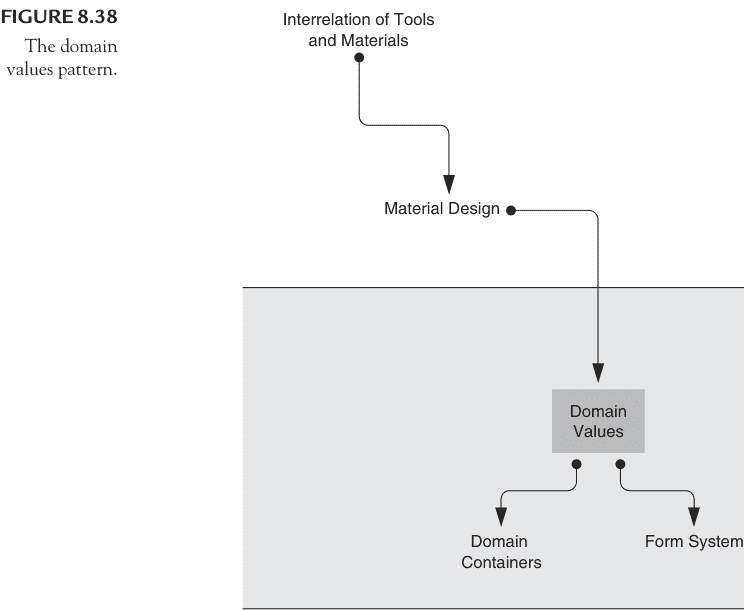 FIGURE 8.38
The domain
values pattern.
Interrelation of Tools
and Materials
Material Design
Domain
Values
Domain
Containers
Form System